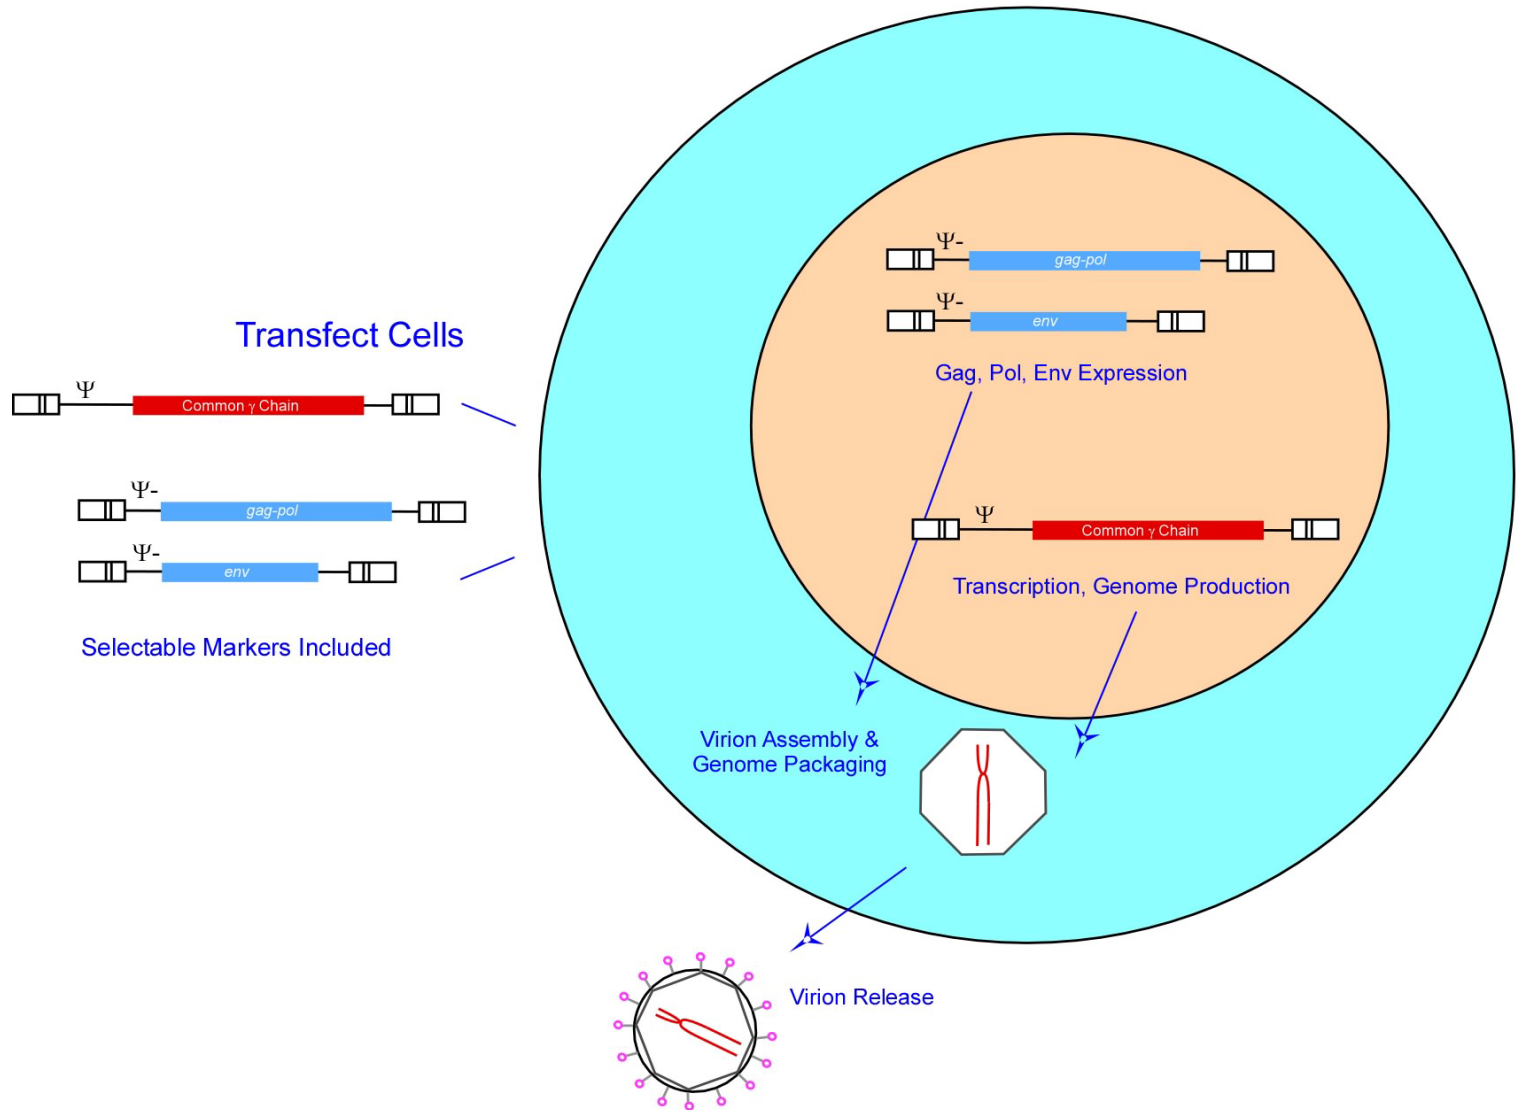 Transfect Cells
Ψ
Common γ Chain
Ψ-
gag-pol
Ψ-
env
Selectable Markers Included
Ψ-
gag-pol
Ψ-
env
Gag, Pol, Env Expression
Ψ
Common γ Chain
Transcription, Genome Production
Virion Assembly &
Genome Packaging
Virion Release